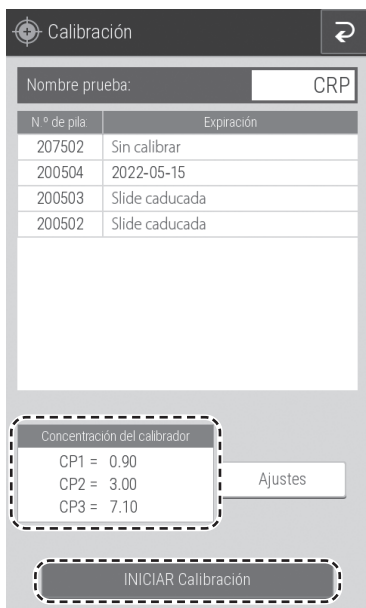 Calibración
Nombre prueba: CRP
N.º de pila: Expiración
207502 Sin calibrar
200504 2022-05-15
200503 Slide caducada
200502 Slide caducada
Concentración del calibrador
CP1 = 0.90
CP2 = 3.00
CP3 = 7.10
Ajustes
INICIAR Calibración